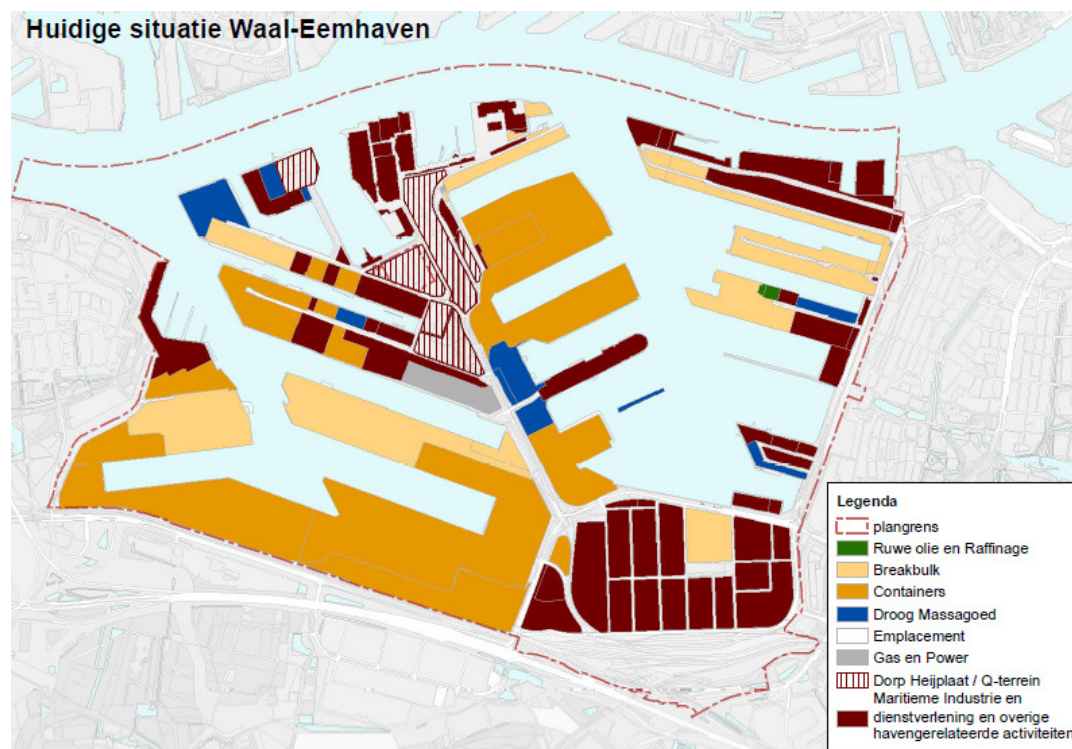 Huidige situatie Waal-Eemhaven
Legenda
plangrens
Ruwe olie en Raffinage
Breakbulk
Containers
Droog Massagoed
Emplacement
Gas en Power
Dorp Heijplaat / Q-terrein
Maritieme Industrie en
dienstverlening en overige
havengerelateerde activiteiten